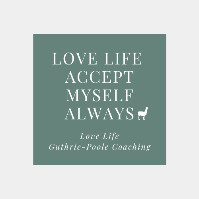 LOVE LIFE
ACCEPT
MYSELF
ALWAYS
Love Life
Guthrie-Poole Coaching